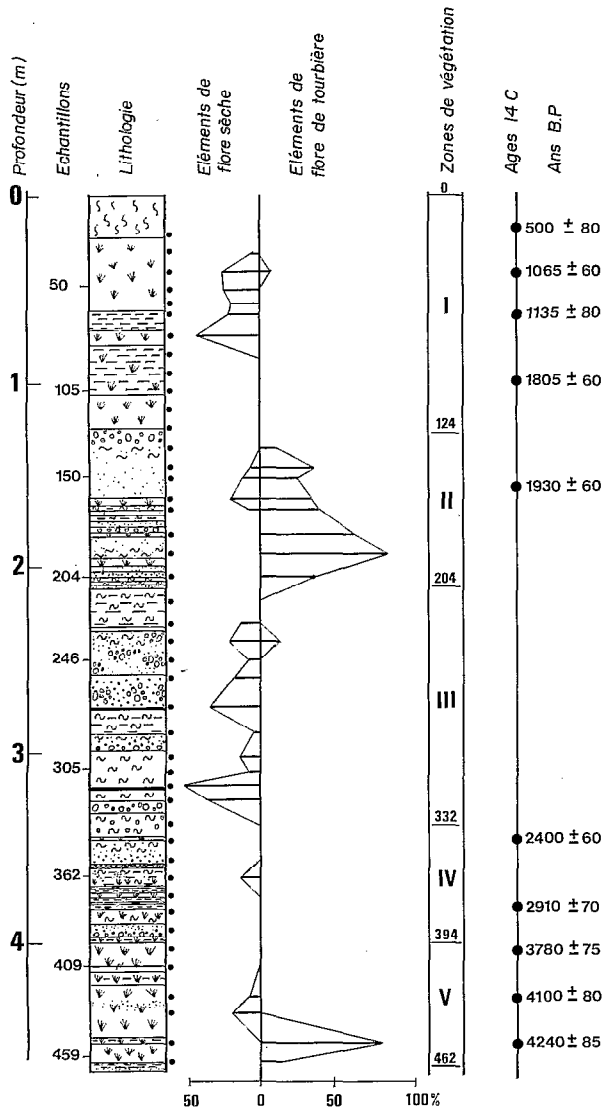 Profondeur (m)
Echantillons
Lithologie
Eléments de
flore sèche
Eléments de
flore de tourbière
Zones de végétation
Ages 14 C
Ans B.P
0
0
500 ± 80
1065 ± 60
50
I
1135 ± 80
1
105
1805 ± 60
124
150
II
1930 ± 60
2
204
204
246
III
3
305
332
2400 ± 60
362
IV
2910 ± 70
4
394
3780 ± 75
409
V
4100 ± 80
4240 ± 85
459
462
50
0
50
100%